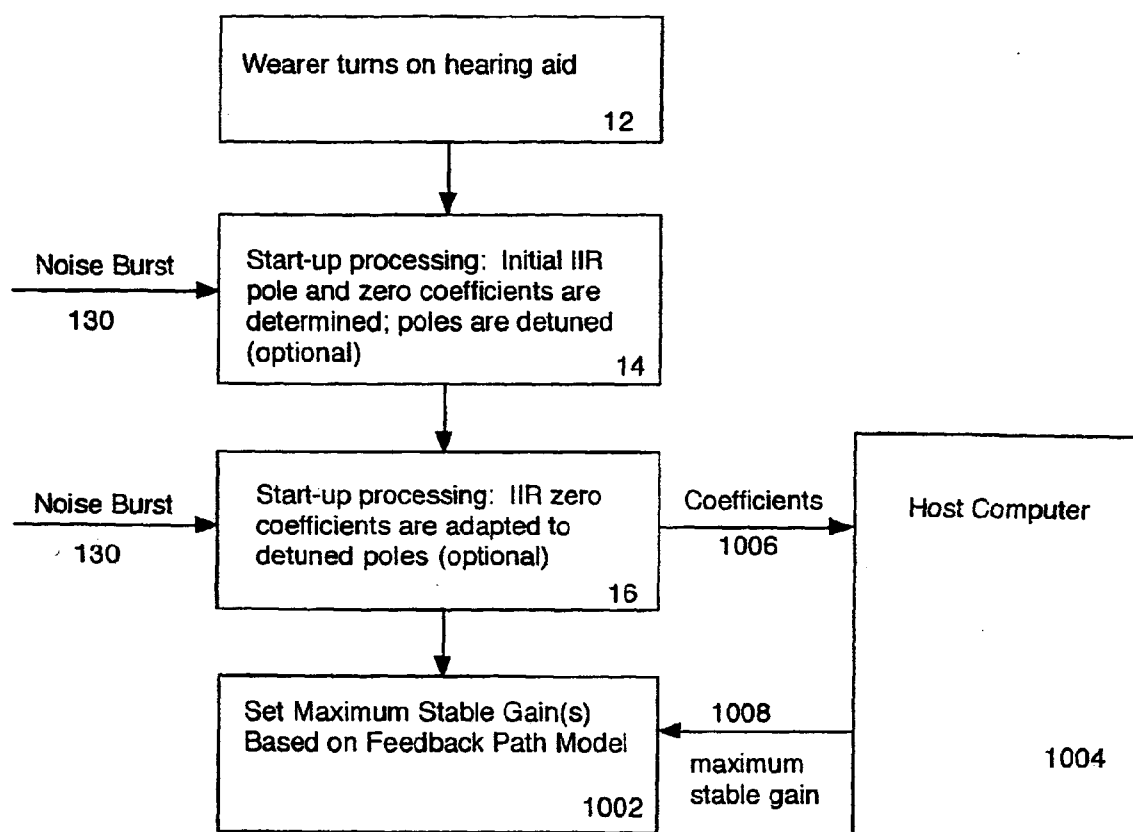 Wearer turns on hearing aid
12
Noise Burst
130
Start-up processing: Initial IIR
pole and zero coefficients are
determined; poles are detuned
(optional)
14
Noise Burst
130
Start-up processing: IIR zero
coefficients are adapted to
detuned poles (optional)
16
Coefficients
1006
Host Computer
Set Maximum Stable Gain(s)
Based on Feedback Path Model
1002
1008
maximum
stable gain
1004